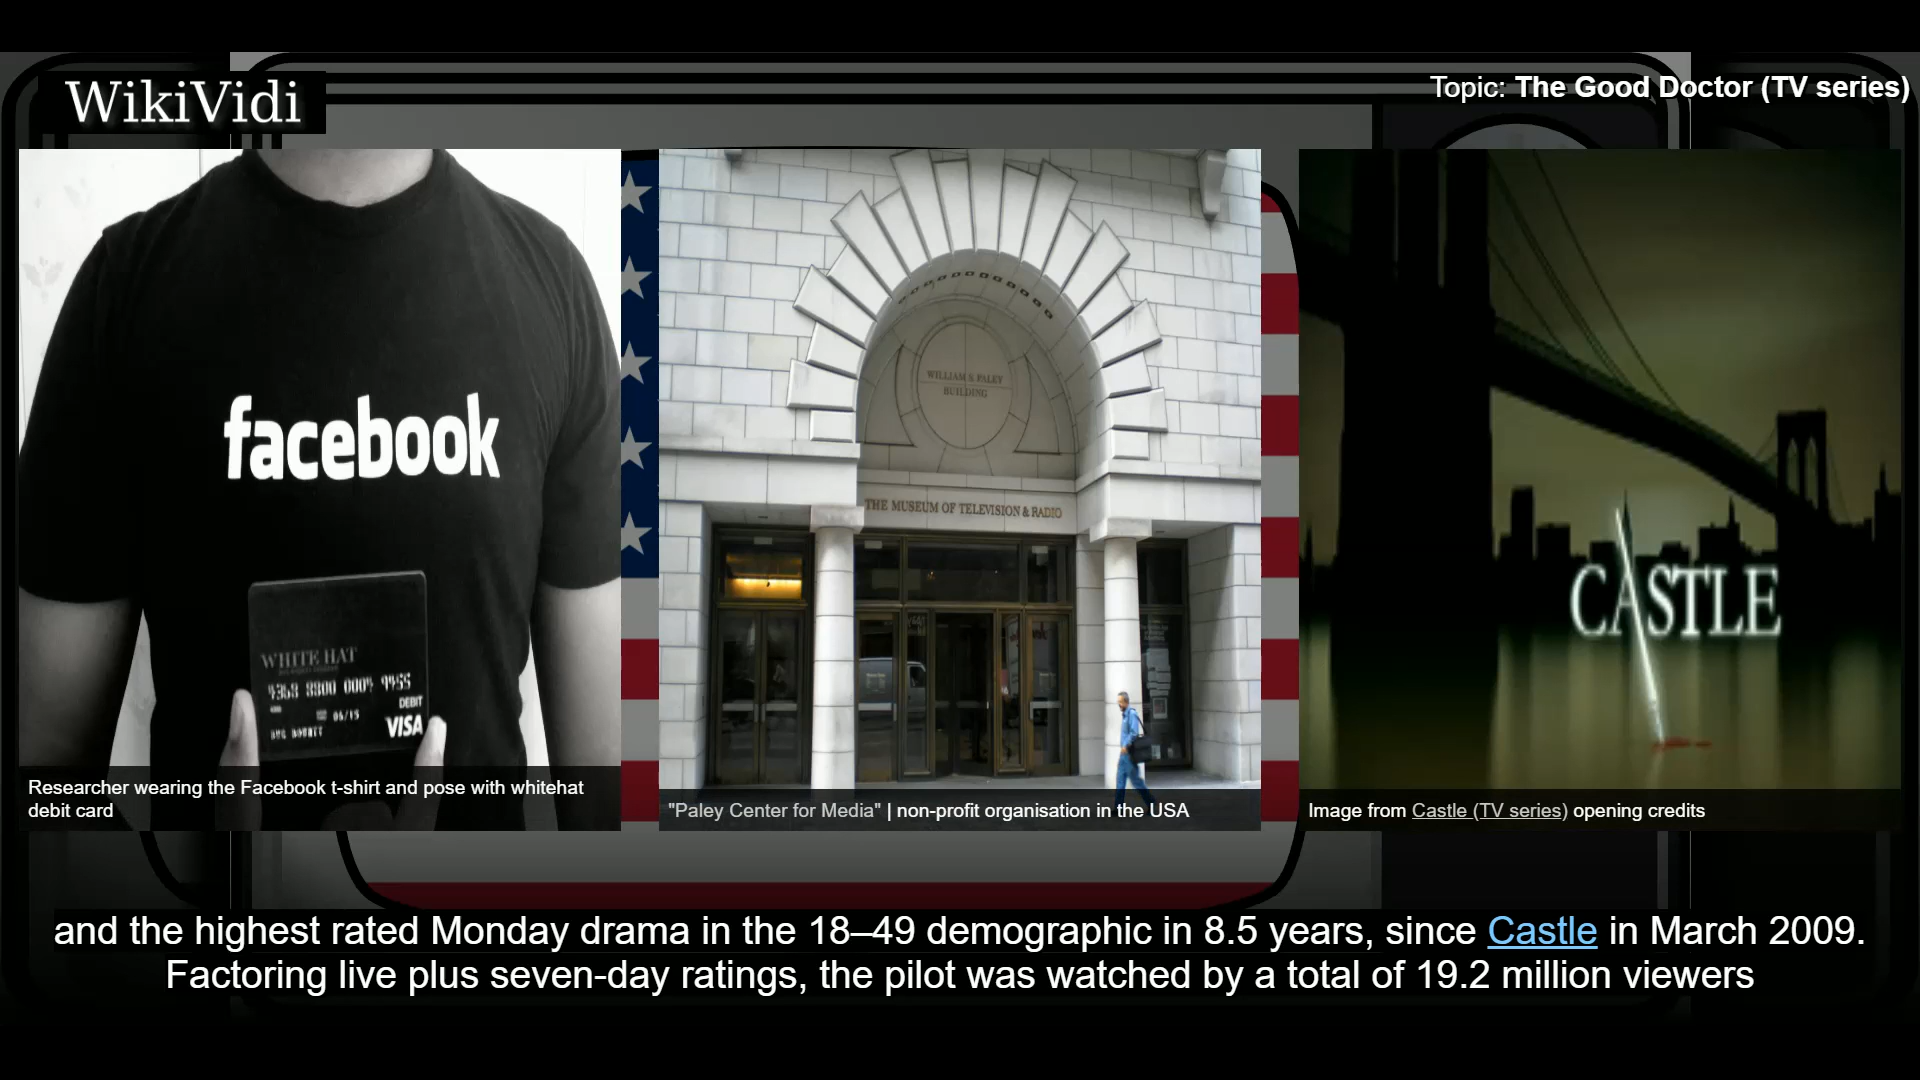 WikiVidi
Topic: The Good Doctor (TV series)
facebook
WHITE HAT
DEBIT
06/15
VISA
BUG BOUNTY
Researcher wearing the Facebook t-shirt and pose with whitehat
debit card
WILLIAM S. PALEY
BUILDING
THE MUSEUM OF TELEVISION & RADIO
"Paley Center for Media" | non-profit organisation in the USA
CASTLE
Image from Castle (TV series) opening credits
and the highest rated Monday drama in the 18–49 demographic in 8.5 years, since Castle in March 2009.
Factoring live plus seven-day ratings, the pilot was watched by a total of 19.2 million viewers